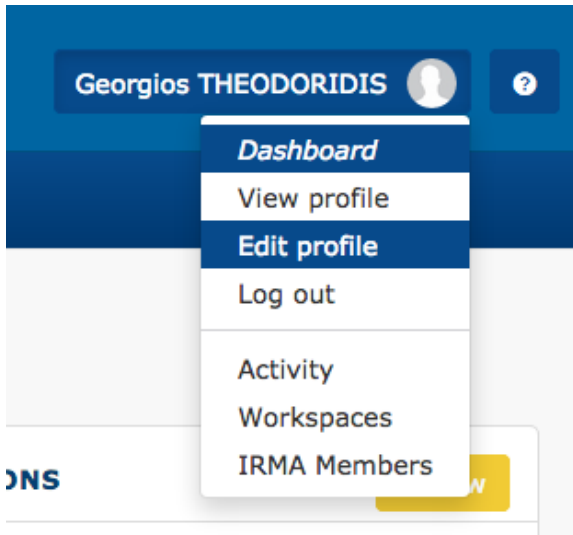 Georgios THEODORIDIS ?
Dashboard
View profile
Edit profile
Log out
Activity
Workspaces
IRMA Members
ONS
w